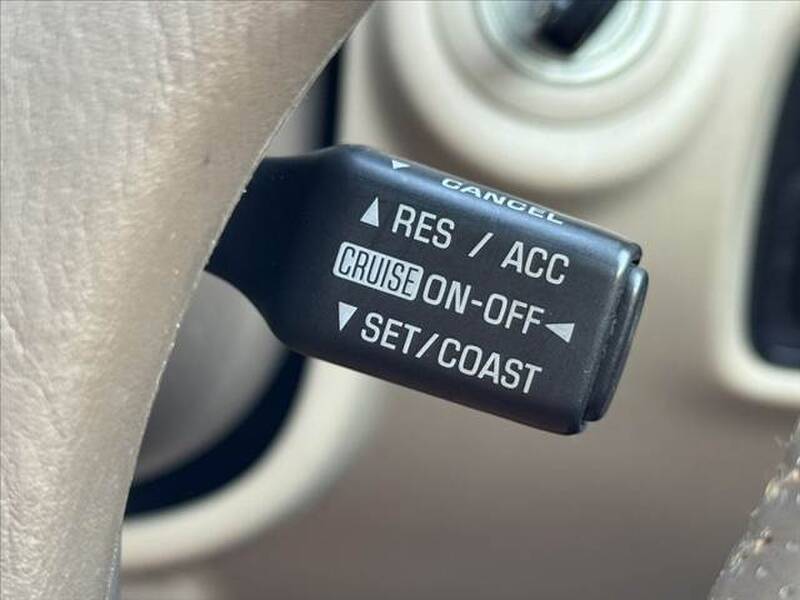 CANCEL
RES / ACC
CRUISE ON-OFF
SET/COAST